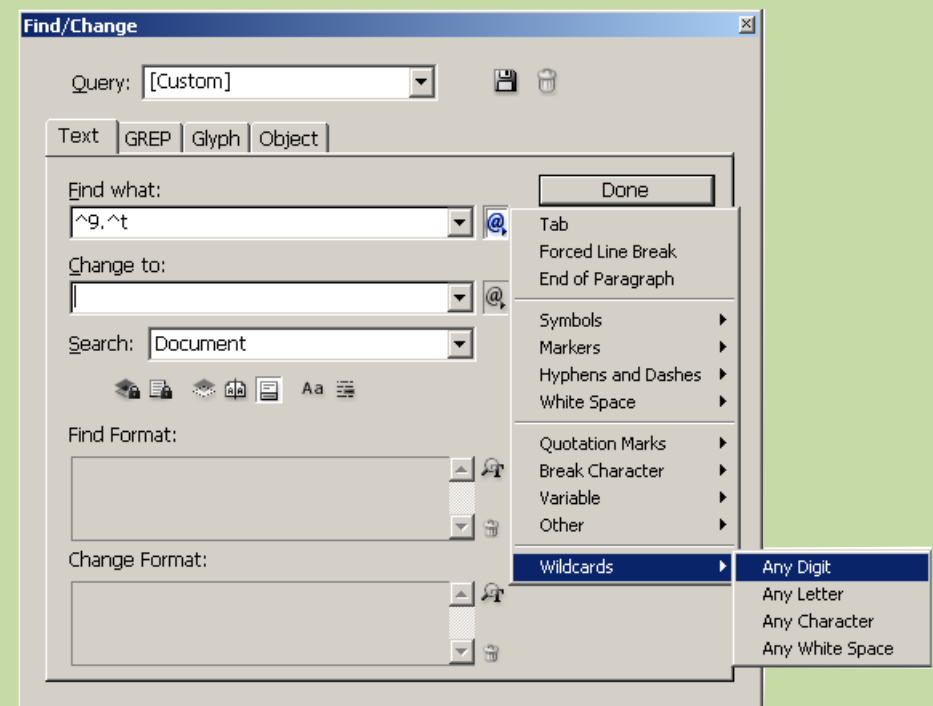 Find/Change
Query: [Custom]
Text GREP Glyph Object
Find what: Done
^9.^t @
Change to:
@
Search: Document
Aa
Find Format:
Change Format:
Tab
Forced Line Break
End of Paragraph
Symbols
Markers
Hyphens and Dashes
White Space
Quotation Marks
Break Character
Variable
Other
Wildcards
Any Digit
Any Letter
Any Character
Any White Space